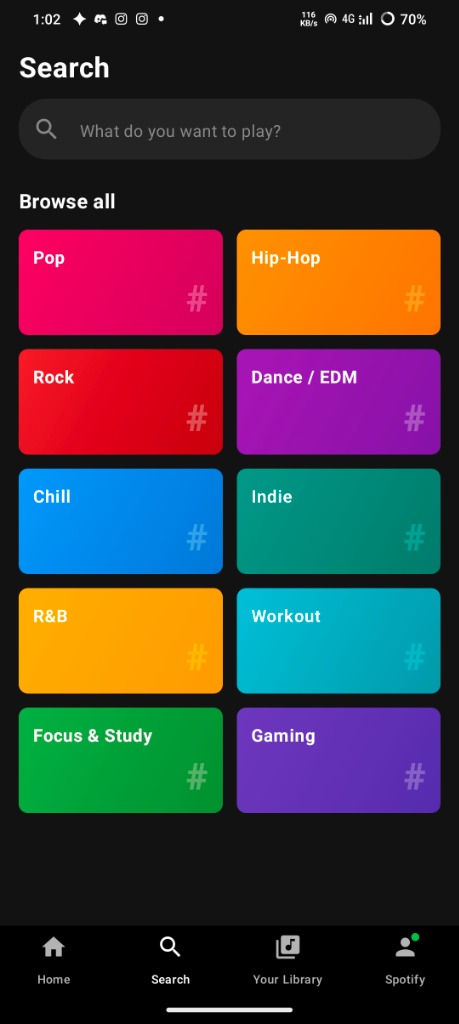 1:02 116 KB/s 4G 70%
Search
What do you want to play?
Browse all
Pop
#
Hip-Hop
#
Rock
#
Dance / EDM
#
Chill
#
Indie
#
R&B
#
Workout
#
Focus & Study
#
Gaming
#
Home
Search
Your Library
Spotify